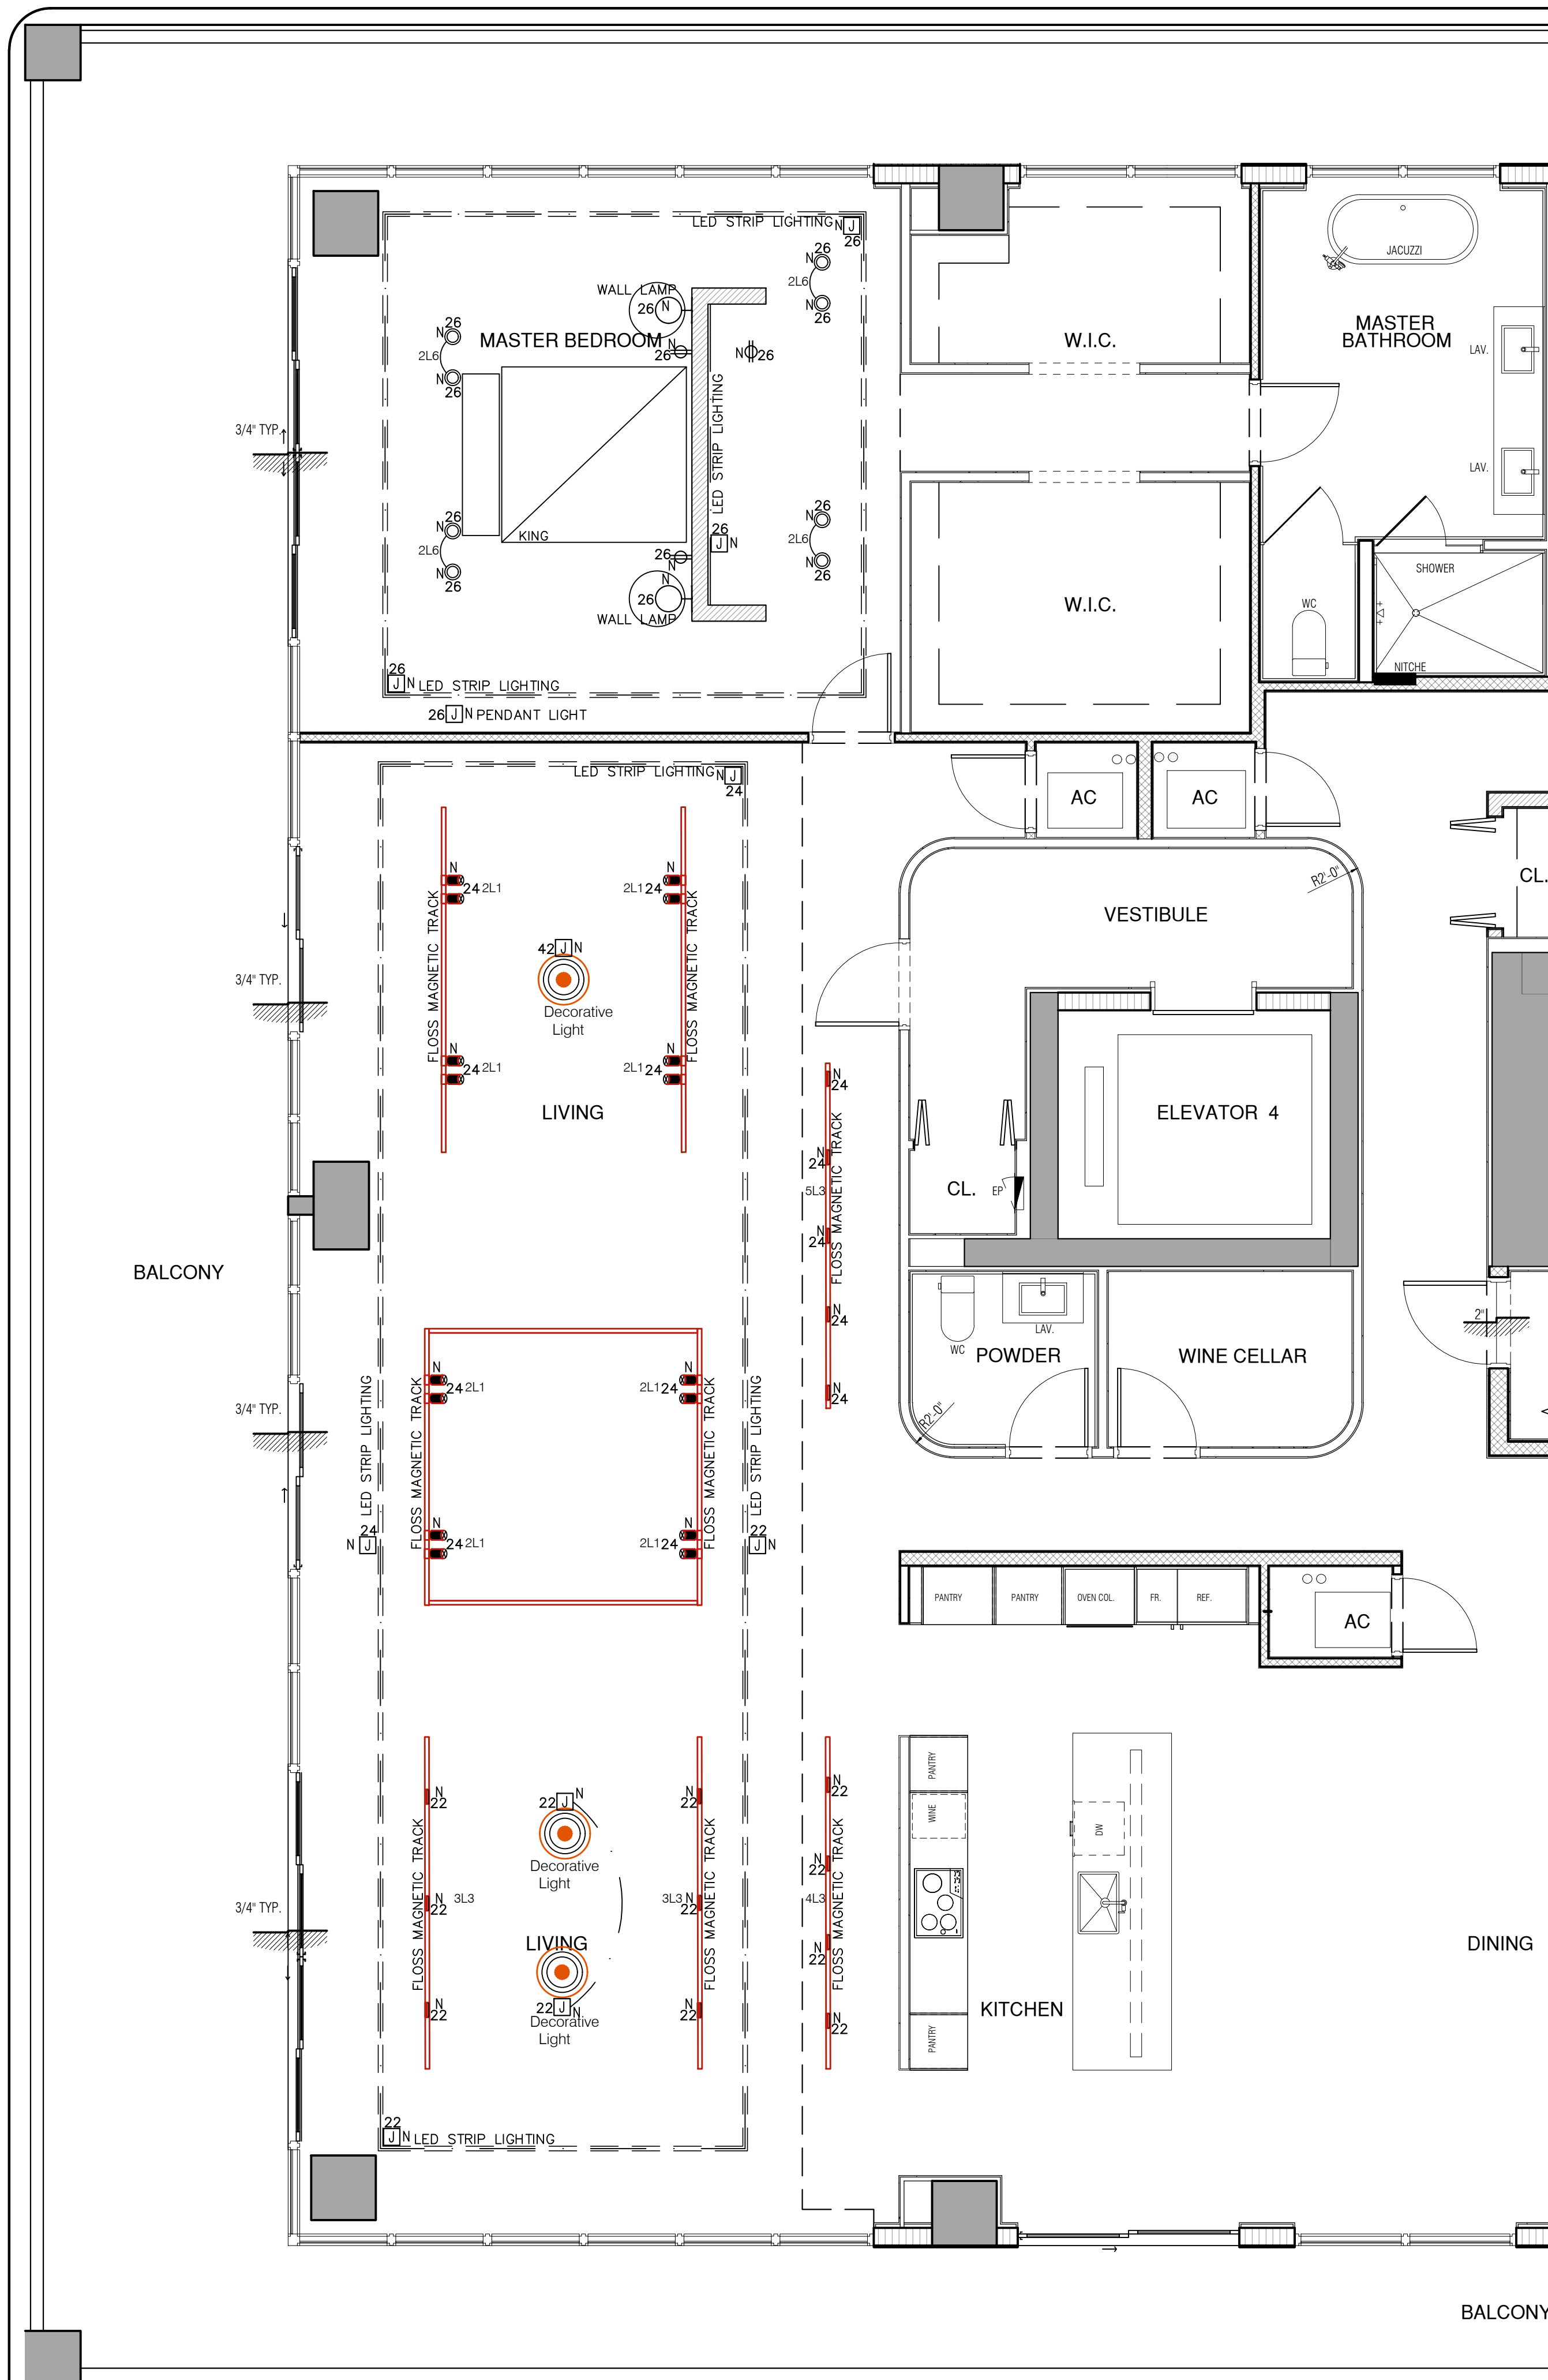 LED STRIP LIGHTING N J
26
26
N
2L6
N
26
JACUZZI
WALL LAMP
26 N
26
N
2L6
N
26
MASTER BEDROOM
N
26
N 26
W.I.C.
MASTER
BATHROOM
LAV.
LED STRIP LIGHTING
3/4" TYP.
LAV.
26
N
2L6
N
26
KING
26
J N
26
N
2L6
N
26
26
N
N
26
WALL LAMP
SHOWER
WC
W.I.C.
NITCHE
26
J N LED STRIP LIGHTING
26 J N PENDANT LIGHT
LED STRIP LIGHTING N J
24
AC
AC
N
24 2L1
N
2L1 24
FLOSS MAGNETIC TRACK
FLOSS MAGNETIC TRACK
R2'-0"
CL.
VESTIBULE
42 J N
3/4" TYP.
Decorative
Light
N
24 2L1
N
2L1 24
N
24
LIVING
FLOSS MAGNETIC TRACK
ELEVATOR 4
N
24
5L3
CL.
EP
N
24
BALCONY
N
24
2"
LAV.
WC
POWDER
WINE CELLAR
N
24 2L1
N
2L1 24
N
24
3/4" TYP.
LED STRIP LIGHTING
FLOSS MAGNETIC TRACK
FLOSS MAGNETIC TRACK
LED STRIP LIGHTING
R2'-0"
24
N J
N
24 2L1
N
2L1 24
22
J N
PANTRY
PANTRY
OVEN COL.
FR.
REF.
AC
PANTRY
N
22
22 J N
N
22
N
22
WINE
DW
FLOSS MAGNETIC TRACK
Decorative
Light
FLOSS MAGNETIC TRACK
FLOSS MAGNETIC TRACK
N
22
3/4" TYP.
N
22
3L3
3L3 N
22
4L3
LIVING
N
22
DINING
22 J N
N
22
Decorative
Light
N
22
N
22
KITCHEN
PANTRY
22
J N LED STRIP LIGHTING
BALCONY